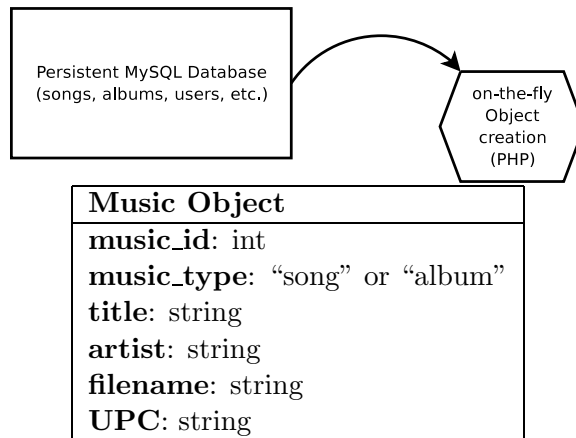 Persistent MySQL Database
(songs, albums, users, etc.)
on-the-fly
Object
creation
(PHP)
Music Object
music_id: int
music_type: “song” or “album”
title: string
artist: string
filename: string
UPC: string